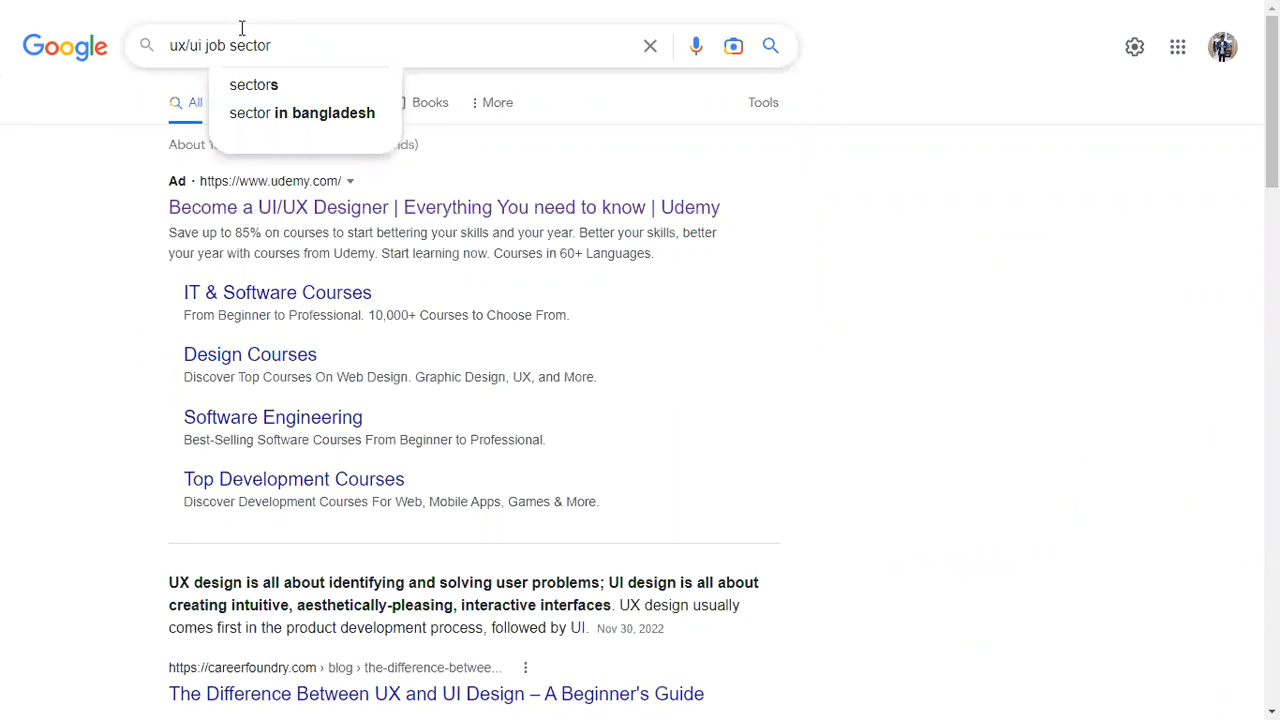 Google
ux/ui job sector
sectors
sector in bangladesh
All
Books
More
Tools
About
Ad · https://www.udemy.com/
Become a UI/UX Designer | Everything You need to know | Udemy
Save up to 85% on courses to start bettering your skills and your year. Better your skills, better
your year with courses from Udemy. Start learning now. Courses in 60+ Languages.
IT & Software Courses
From Beginner to Professional. 10,000+ Courses to Choose From.
Design Courses
Discover Top Courses On Web Design. Graphic Design, UX, and More.
Software Engineering
Best-Selling Software Courses From Beginner to Professional.
Top Development Courses
Discover Development Courses For Web, Mobile Apps, Games & More.
UX design is all about identifying and solving user problems; UI design is all about
creating intuitive, aesthetically-pleasing, interactive interfaces. UX design usually
comes first in the product development process, followed by UI. Nov 30, 2022
https://careerfoundry.com › blog › the-difference-betwee...
The Difference Between UX and UI Design – A Beginner's Guide